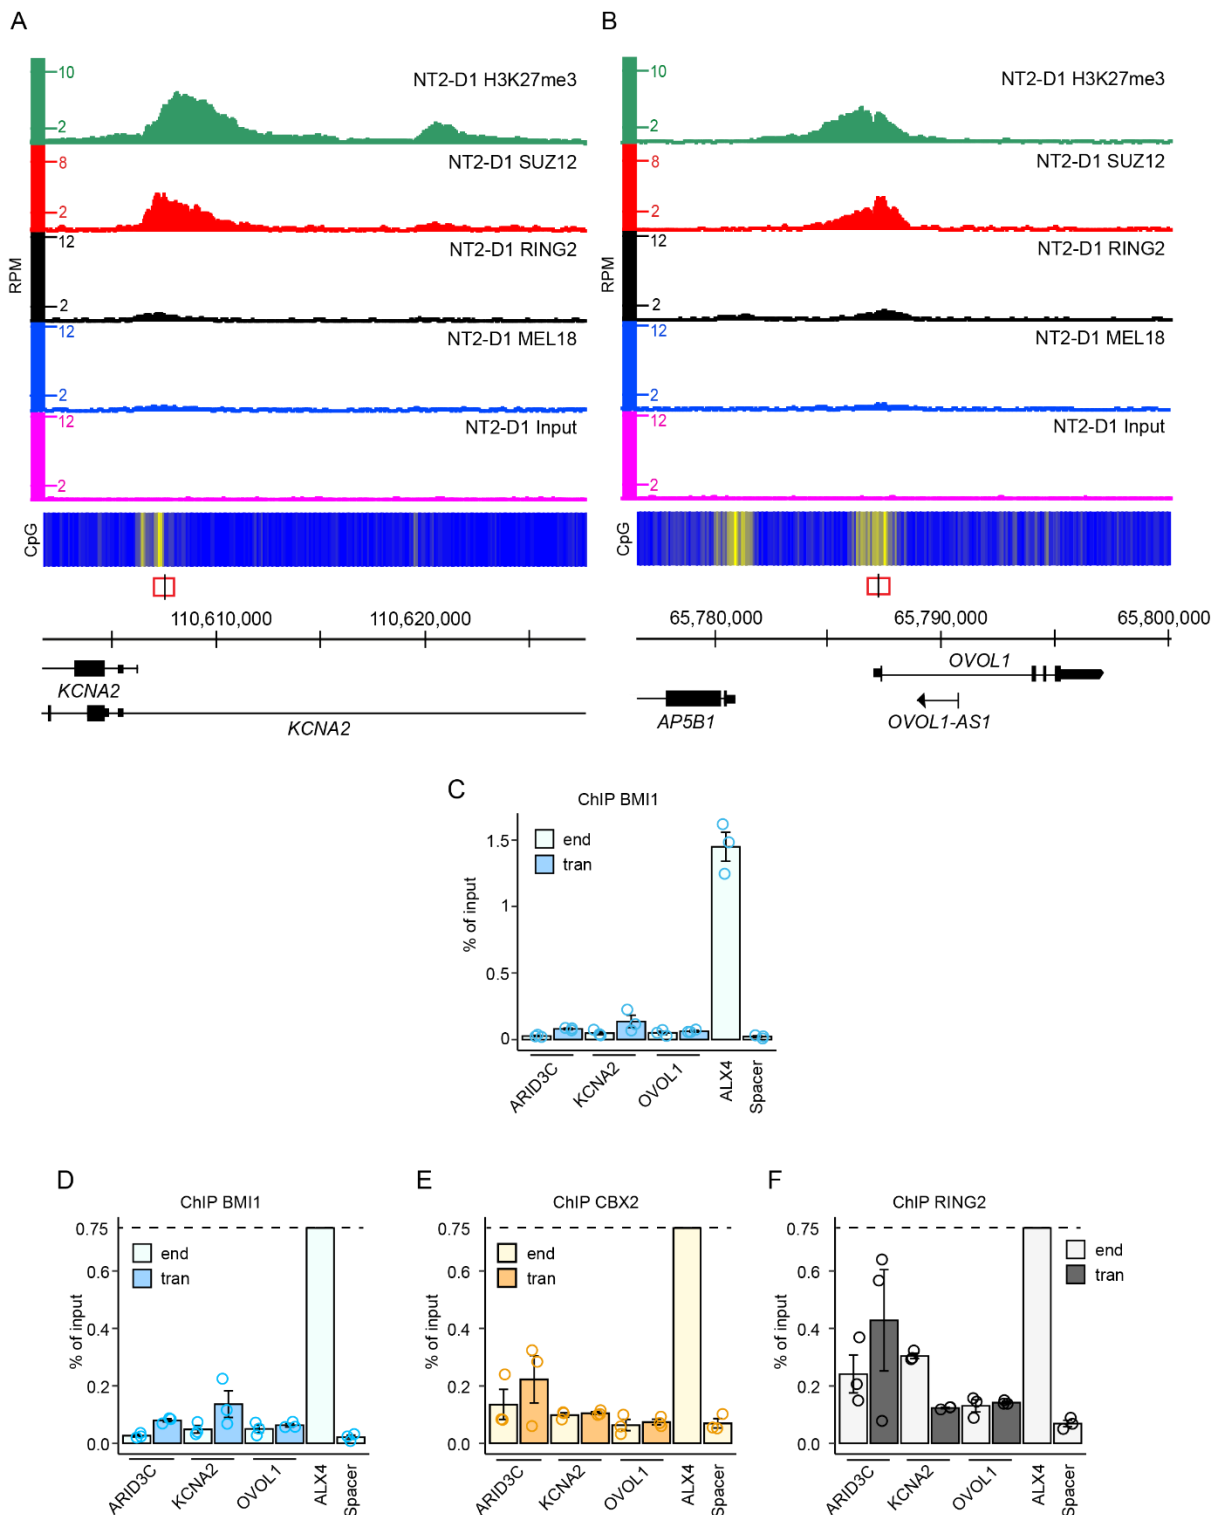 A
B
10
NT2-D1 H3K27me3
2
8
NT2-D1 SUZ12
2
12
NT2-D1 RING2
RPM
2
12
NT2-D1 MEL18
2
12
NT2-D1 Input
2
CpG
110,610,000
110,620,000
KCNA2
KCNA2
10
NT2-D1 H3K27me3
2
8
NT2-D1 SUZ12
2
12
NT2-D1 RING2
RPM
2
12
NT2-D1 MEL18
2
12
NT2-D1 Input
2
CpG
65,780,000
65,790,000
65,800,000
OVOL1
AP5B1
OVOL1-AS1
C
ChIP BMI1
end
tran
% of input
1.5
1
0.5
0
ARID3C
KCNA2
OVOL1
ALX4
Spacer
D
ChIP BMI1
0.75
end
tran
0.6
% of input
0.4
0.2
0.0
ARID3C
KCNA2
OVOL1
ALX4
Spacer
E
ChIP CBX2
0.75
end
tran
0.6
% of input
0.4
0.2
0.0
ARID3C
KCNA2
OVOL1
ALX4
Spacer
F
ChIP RING2
0.75
end
tran
0.6
% of input
0.4
0.2
0.0
ARID3C
KCNA2
OVOL1
ALX4
Spacer